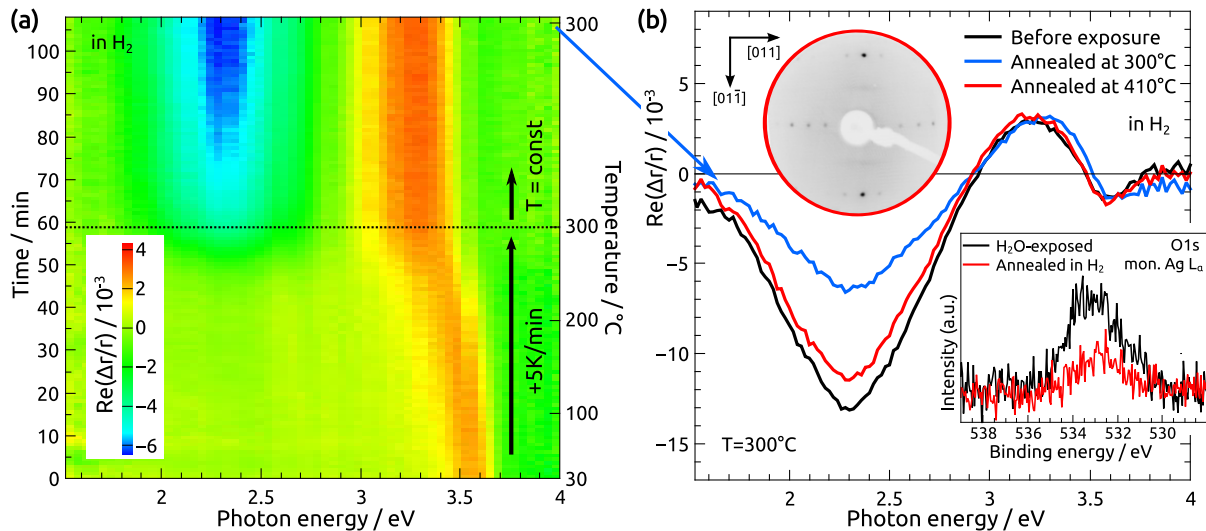 (a)
in H₂
100
90
80
70
60
50
40
30
20
10
0
Time / min
4
2
0
−2
−4
−6
Re(Δr/r) / 10⁻³
T = const
+5K/min
300
300
200
100
30
Temperature / °C
2
2.5
3
3.5
4
Photon energy / eV
(b)
[011]
[011̄]
Before exposure
Annealed at 300°C
Annealed at 410°C
in H₂
5
0
−5
−10
−15
Re(Δr/r) / 10⁻³
T=300°C
H₂O-exposed
O1s
Annealed in H₂
mon. Ag Lα
Intensity (a.u.)
538
536
534
532
530
Binding energy / eV
2
2.5
3
3.5
4
Photon energy / eV